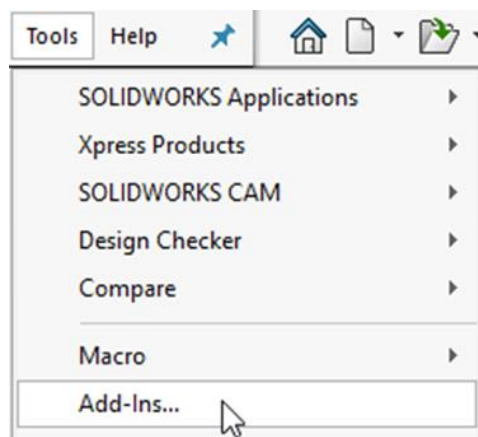 Tools Help
SOLIDWORKS Applications
Xpress Products
SOLIDWORKS CAM
Design Checker
Compare
Macro
Add-Ins...